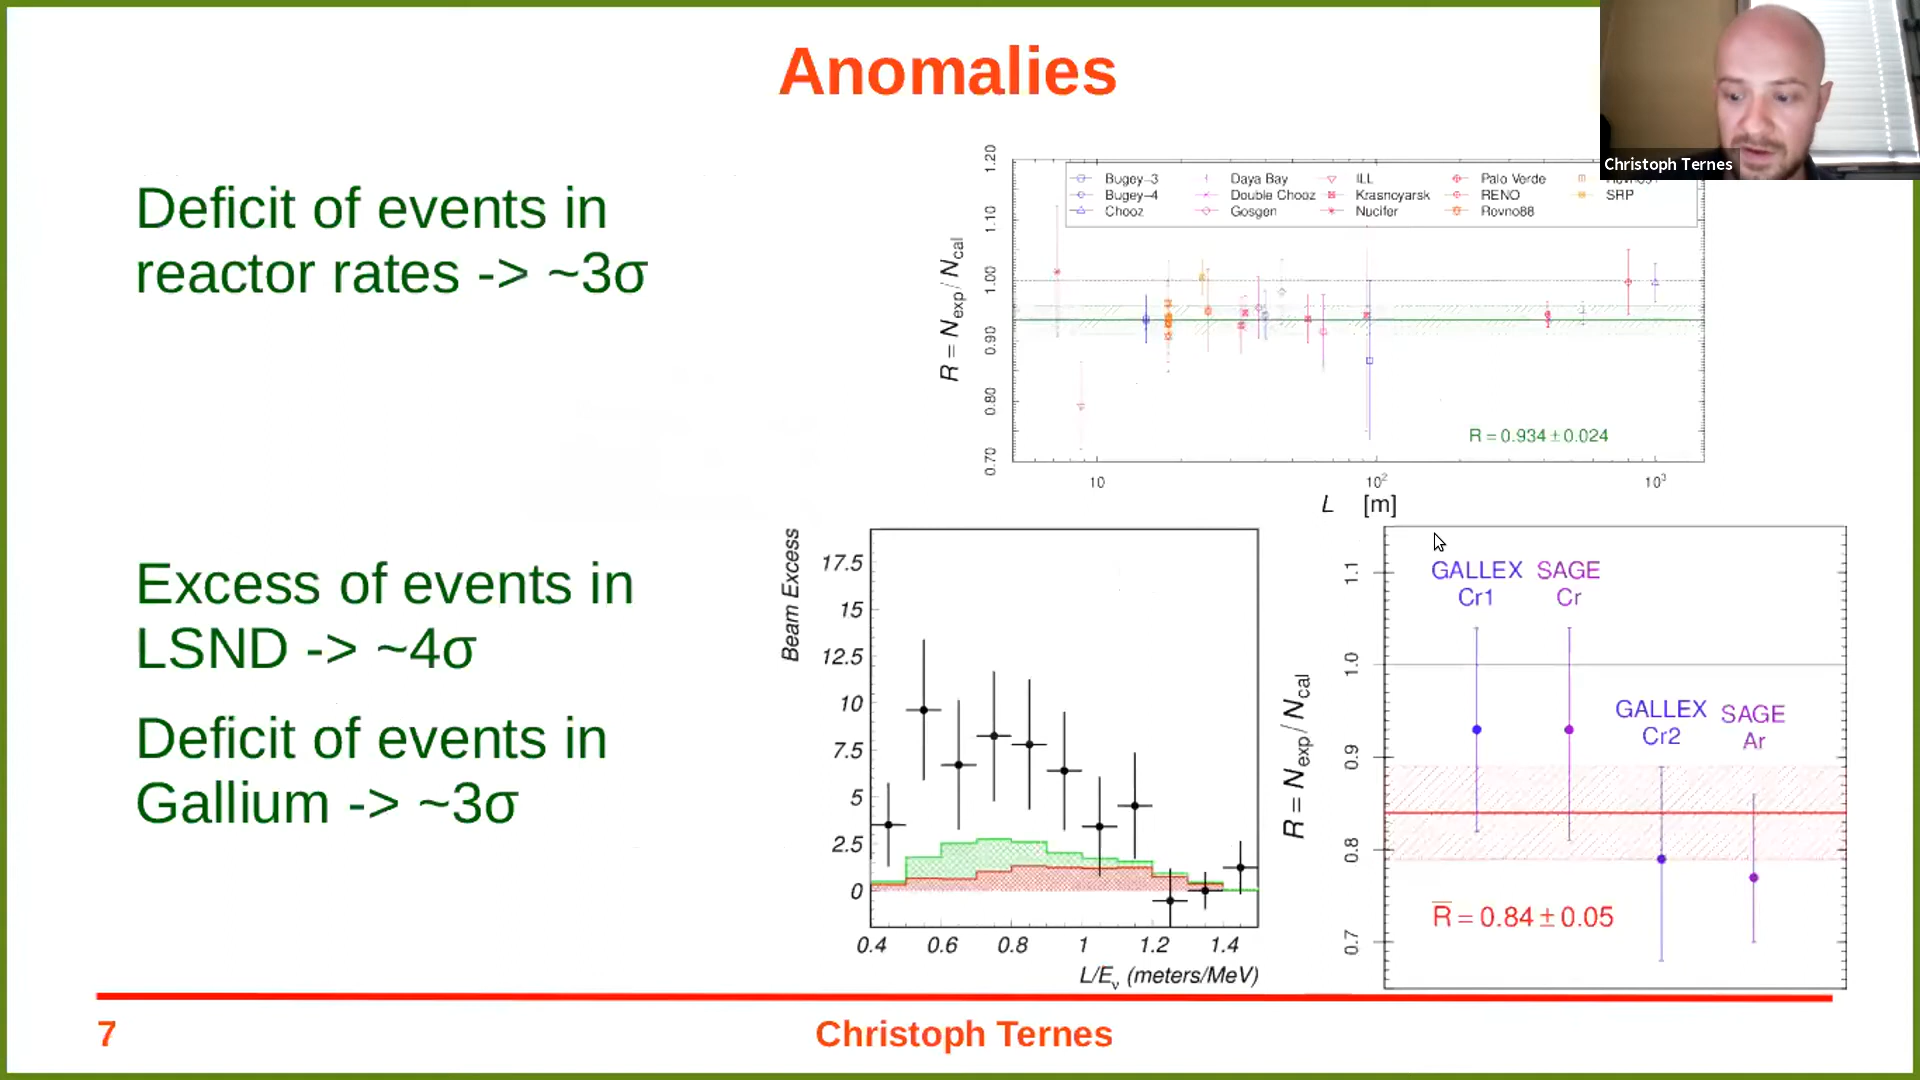 Anomalies
Christoph Ternes
Deficit of events in
reactor rates -> ~3σ
Excess of events in
LSND -> ~4σ
Deficit of events in
Gallium -> ~3σ
R = Nexp / Ncal
1.20
1.10
1.00
0.90
0.80
0.70
Bugey–3
Bugey–4
Chooz
Daya Bay
Double Chooz
Gosgen
ILL
Krasnoyarsk
Nucifer
Palo Verde
RENO
Rovno88
SRP
R = 0.934 ± 0.024
10 10² 10³
L [m]
Beam Excess
17.5
15
12.5
10
7.5
5
2.5
0
0.4 0.6 0.8 1 1.2 1.4
L/Eν (meters/MeV)
R = Nexp / Ncal
1.1
1.0
0.9
0.8
0.7
GALLEX
Cr1
SAGE
Cr
GALLEX
Cr2
SAGE
Ar
R̅ = 0.84 ± 0.05
7
Christoph Ternes